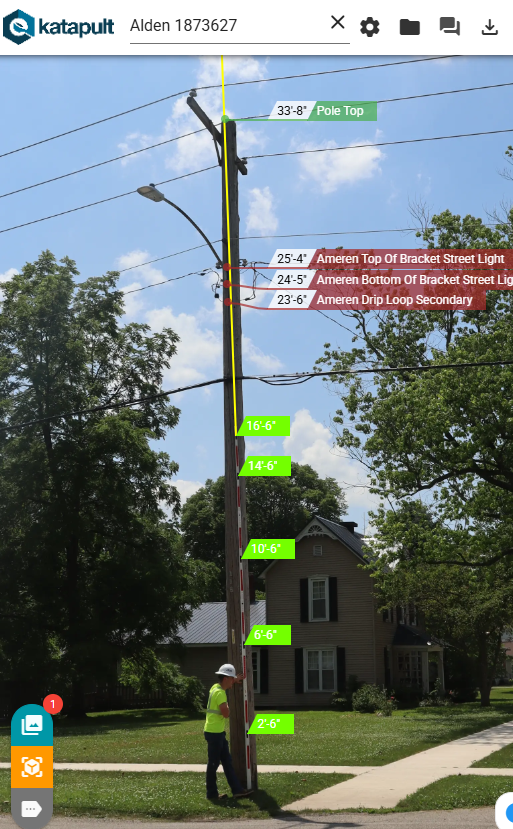 katapult
Alden 1873627
33'-8" Pole Top
25'-4" Ameren Top Of Bracket Street Light
24'-5" Ameren Bottom Of Bracket Street Lig
23'-6" Ameren Drip Loop Secondary
16'-6"
14'-6"
10'-6"
6'-6"
2'-6"
1